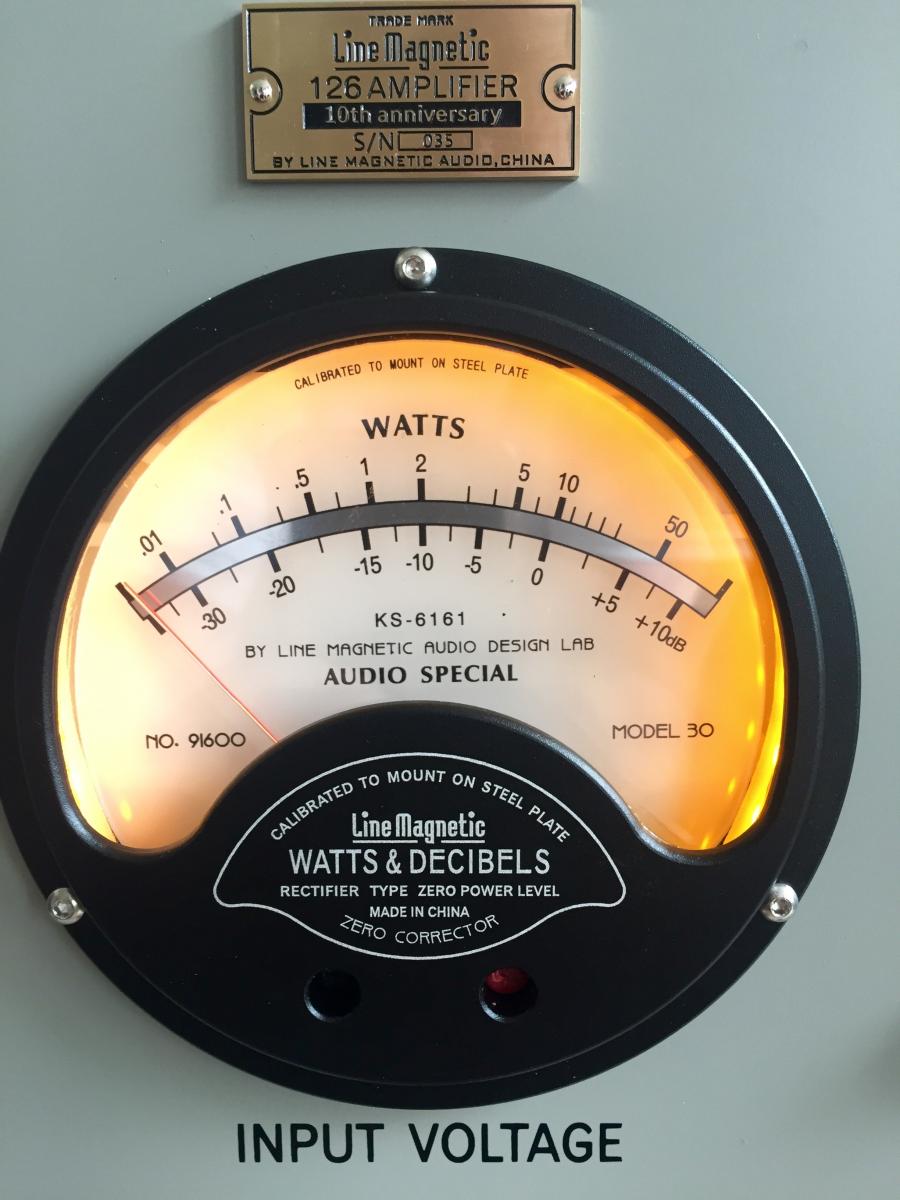 TRADE MARK
Line Magnetic
126 AMPLIFIER
10th anniversary
S/N 035
BY LINE MAGNETIC AUDIO,CHINA
CALIBRATED TO MOUNT ON STEEL PLATE
WATTS
.01 .1 .5 1 2 5 10 50
-30 -20 -15 -10 -5 0 +5 +10dB
KS-6161
BY LINE MAGNETIC AUDIO DESIGN LAB
AUDIO SPECIAL
NO. 91600
MODEL 30
CALIBRATED TO MOUNT ON STEEL PLATE
Line Magnetic
WATTS & DECIBELS
RECTIFIER TYPE ZERO POWER LEVEL
MADE IN CHINA
ZERO CORRECTOR
INPUT VOLTAGE